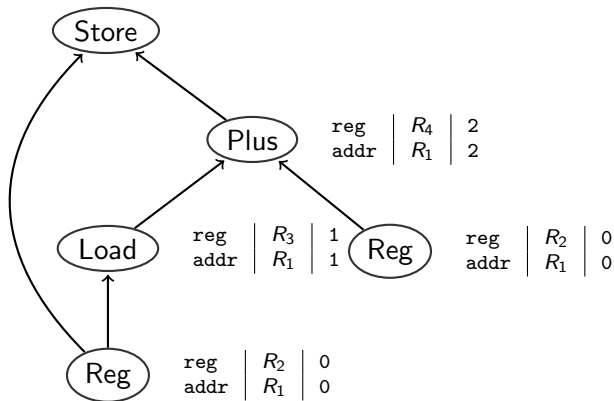 Store
Plus
reg R4 2
addr R1 2
Load
reg R3 1
addr R1 1
Reg
reg R2 0
addr R1 0
Reg
reg R2 0
addr R1 0